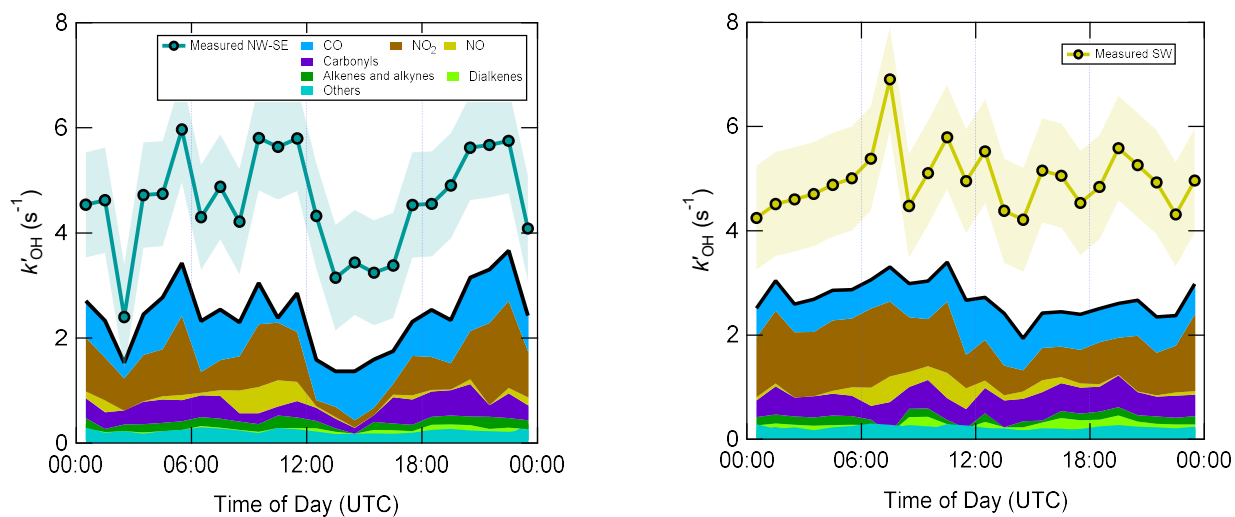 8
6
4
2
0
k′OH (s-1)
Measured NW-SE
CO
NO2
NO
Carbonyls
Alkenes and alkynes
Dialkenes
Others
00:00
06:00
12:00
18:00
00:00
Time of Day (UTC)
8
6
4
2
0
k′OH (s-1)
Measured SW
00:00
06:00
12:00
18:00
00:00
Time of Day (UTC)